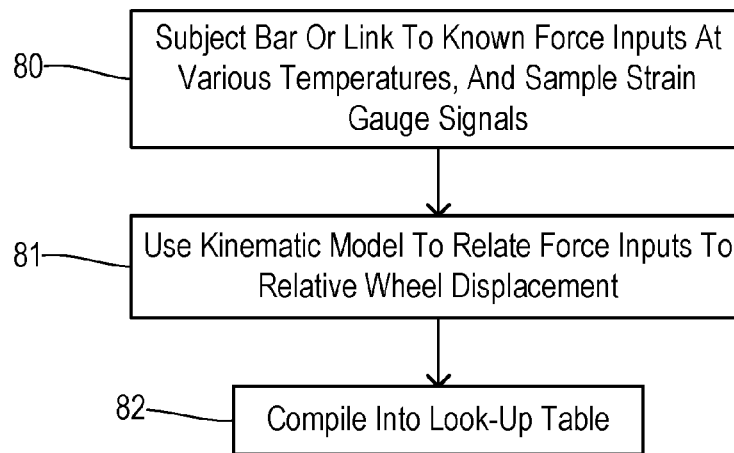 80
Subject Bar Or Link To Known Force Inputs At
Various Temperatures, And Sample Strain
Gauge Signals
81
Use Kinematic Model To Relate Force Inputs To
Relative Wheel Displacement
82
Compile Into Look-Up Table